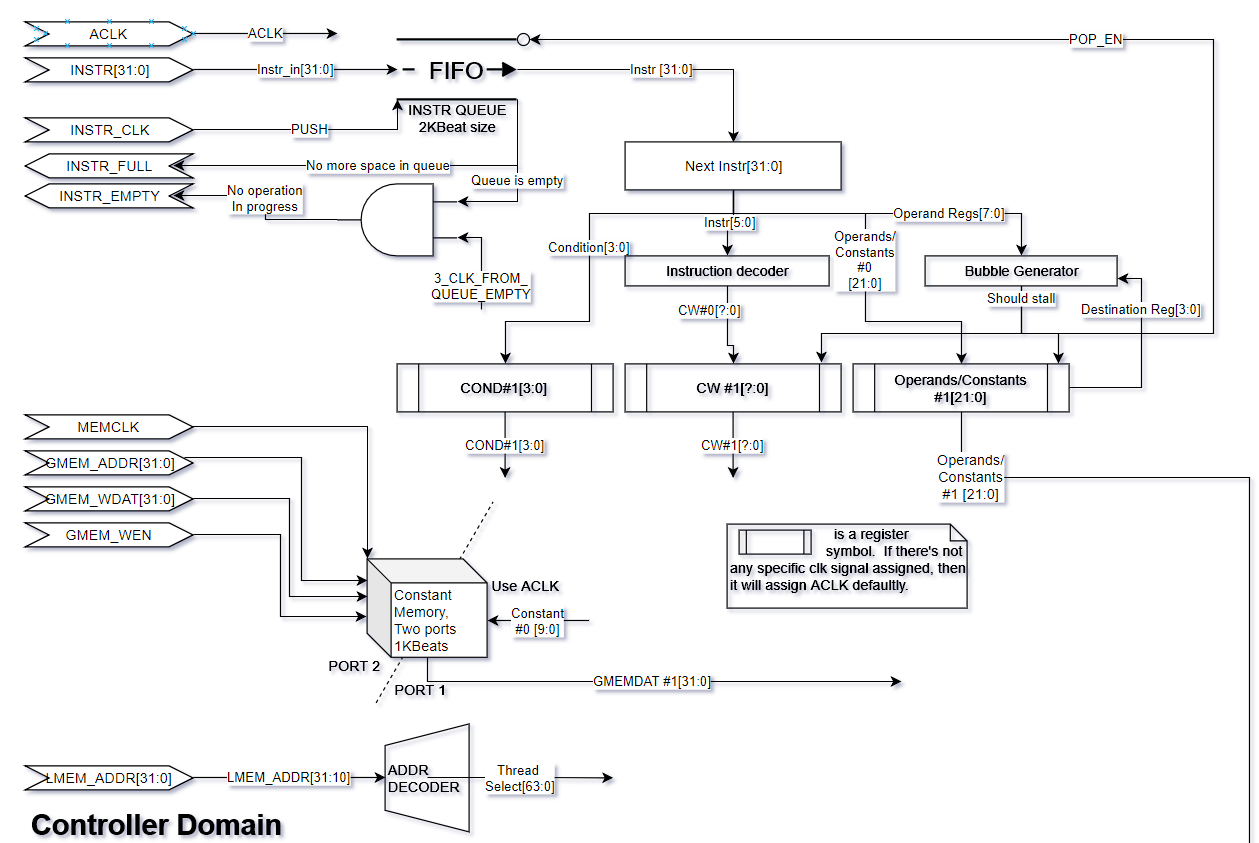 ACLK
ACLK
POP_EN
INSTR[31:0]
Instr_in[31:0]
FIFO
Instr [31:0]
INSTR QUEUE
2KBeat size
INSTR_CLK
PUSH
INSTR_FULL
No more space in queue
Next Instr[31:0]
Queue is empty
INSTR_EMPTY
No operation
In progress
Operand Regs[7:0]
Instr[5:0]
Condition[3:0]
Operands/
Constants
#0
[21:0]
Instruction decoder
Bubble Generator
3_CLK_FROM_
QUEUE_EMPTY
Should stall
CW#0[?:0]
Destination Reg[3:0]
COND#1[3:0]
CW #1[?:0]
Operands/Constants
#1[21:0]
MEMCLK
COND#1[3:0]
CW#1[?:0]
GMEM_ADDR[31:0]
Operands/
Constants
#1 [21:0]
GMEM_WDAT[31:0]
GMEM_WEN
is a register
symbol. If there's not
any specific clk signal assigned, then
it will assign ACLK defaultly.
Use ACLK
Constant
Memory,
Two ports
1KBeats
Constant
#0 [9:0]
PORT 2
PORT 1
GMEMDAT #1[31:0]
LMEM_ADDR[31:0]
LMEM_ADDR[31:10]
ADDR
DECODER
Thread
Select[63:0]
Controller Domain